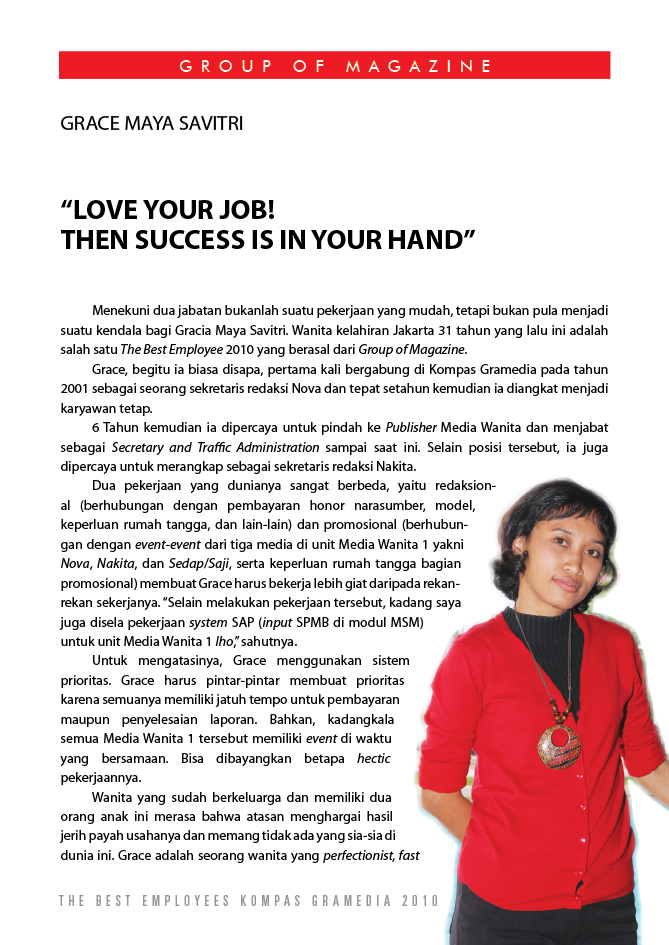 GROUP OF MAGAZINE
GRACE MAYA SAVITRI
“LOVE YOUR JOB!
THEN SUCCESS IS IN YOUR HAND”
Menekuni dua jabatan bukanlah suatu pekerjaan yang mudah, tetapi bukan pula menjadi
suatu kendala bagi Gracia Maya Savitri. Wanita kelahiran Jakarta 31 tahun yang lalu ini adalah
salah satu The Best Employee 2010 yang berasal dari Group of Magazine.
Grace, begitu ia biasa disapa, pertama kali bergabung di Kompas Gramedia pada tahun
2001 sebagai seorang sekretaris redaksi Nova dan tepat setahun kemudian ia diangkat menjadi
karyawan tetap.
6 Tahun kemudian ia dipercaya untuk pindah ke Publisher Media Wanita dan menjabat
sebagai Secretary and Traffic Administration sampai saat ini. Selain posisi tersebut, ia juga
dipercaya untuk merangkap sebagai sekretaris redaksi Nakita.
Dua pekerjaan yang dunianya sangat berbeda, yaitu redaksion-
al (berhubungan dengan pembayaran honor narasumber, model,
keperluan rumah tangga, dan lain-lain) dan promosional (berhubun-
gan dengan event-event dari tiga media di unit Media Wanita 1 yakni
Nova, Nakita, dan Sedap/Saji, serta keperluan rumah tangga bagian
promosional) membuat Grace harus bekerja lebih giat daripada rekan-
rekan sekerjanya. “Selain melakukan pekerjaan tersebut, kadang saya
juga disela pekerjaan system SAP (input SPMB di modul MSM)
untuk unit Media Wanita 1 lho,” sahutnya.
Untuk mengatasinya, Grace menggunakan sistem
prioritas. Grace harus pintar-pintar membuat prioritas
karena semuanya memiliki jatuh tempo untuk pembayaran
maupun penyelesaian laporan. Bahkan, kadangkala
semua Media Wanita 1 tersebut memiliki event di waktu
yang bersamaan. Bisa dibayangkan betapa hectic
pekerjaannya.
Wanita yang sudah berkeluarga dan memiliki dua
orang anak ini merasa bahwa atasan menghargai hasil
jerih payah usahanya dan memang tidak ada yang sia-sia di
dunia ini. Grace adalah seorang wanita yang perfectionist, fast
THE BEST EMPLOYEES KOMPAS GRAMEDIA 2010